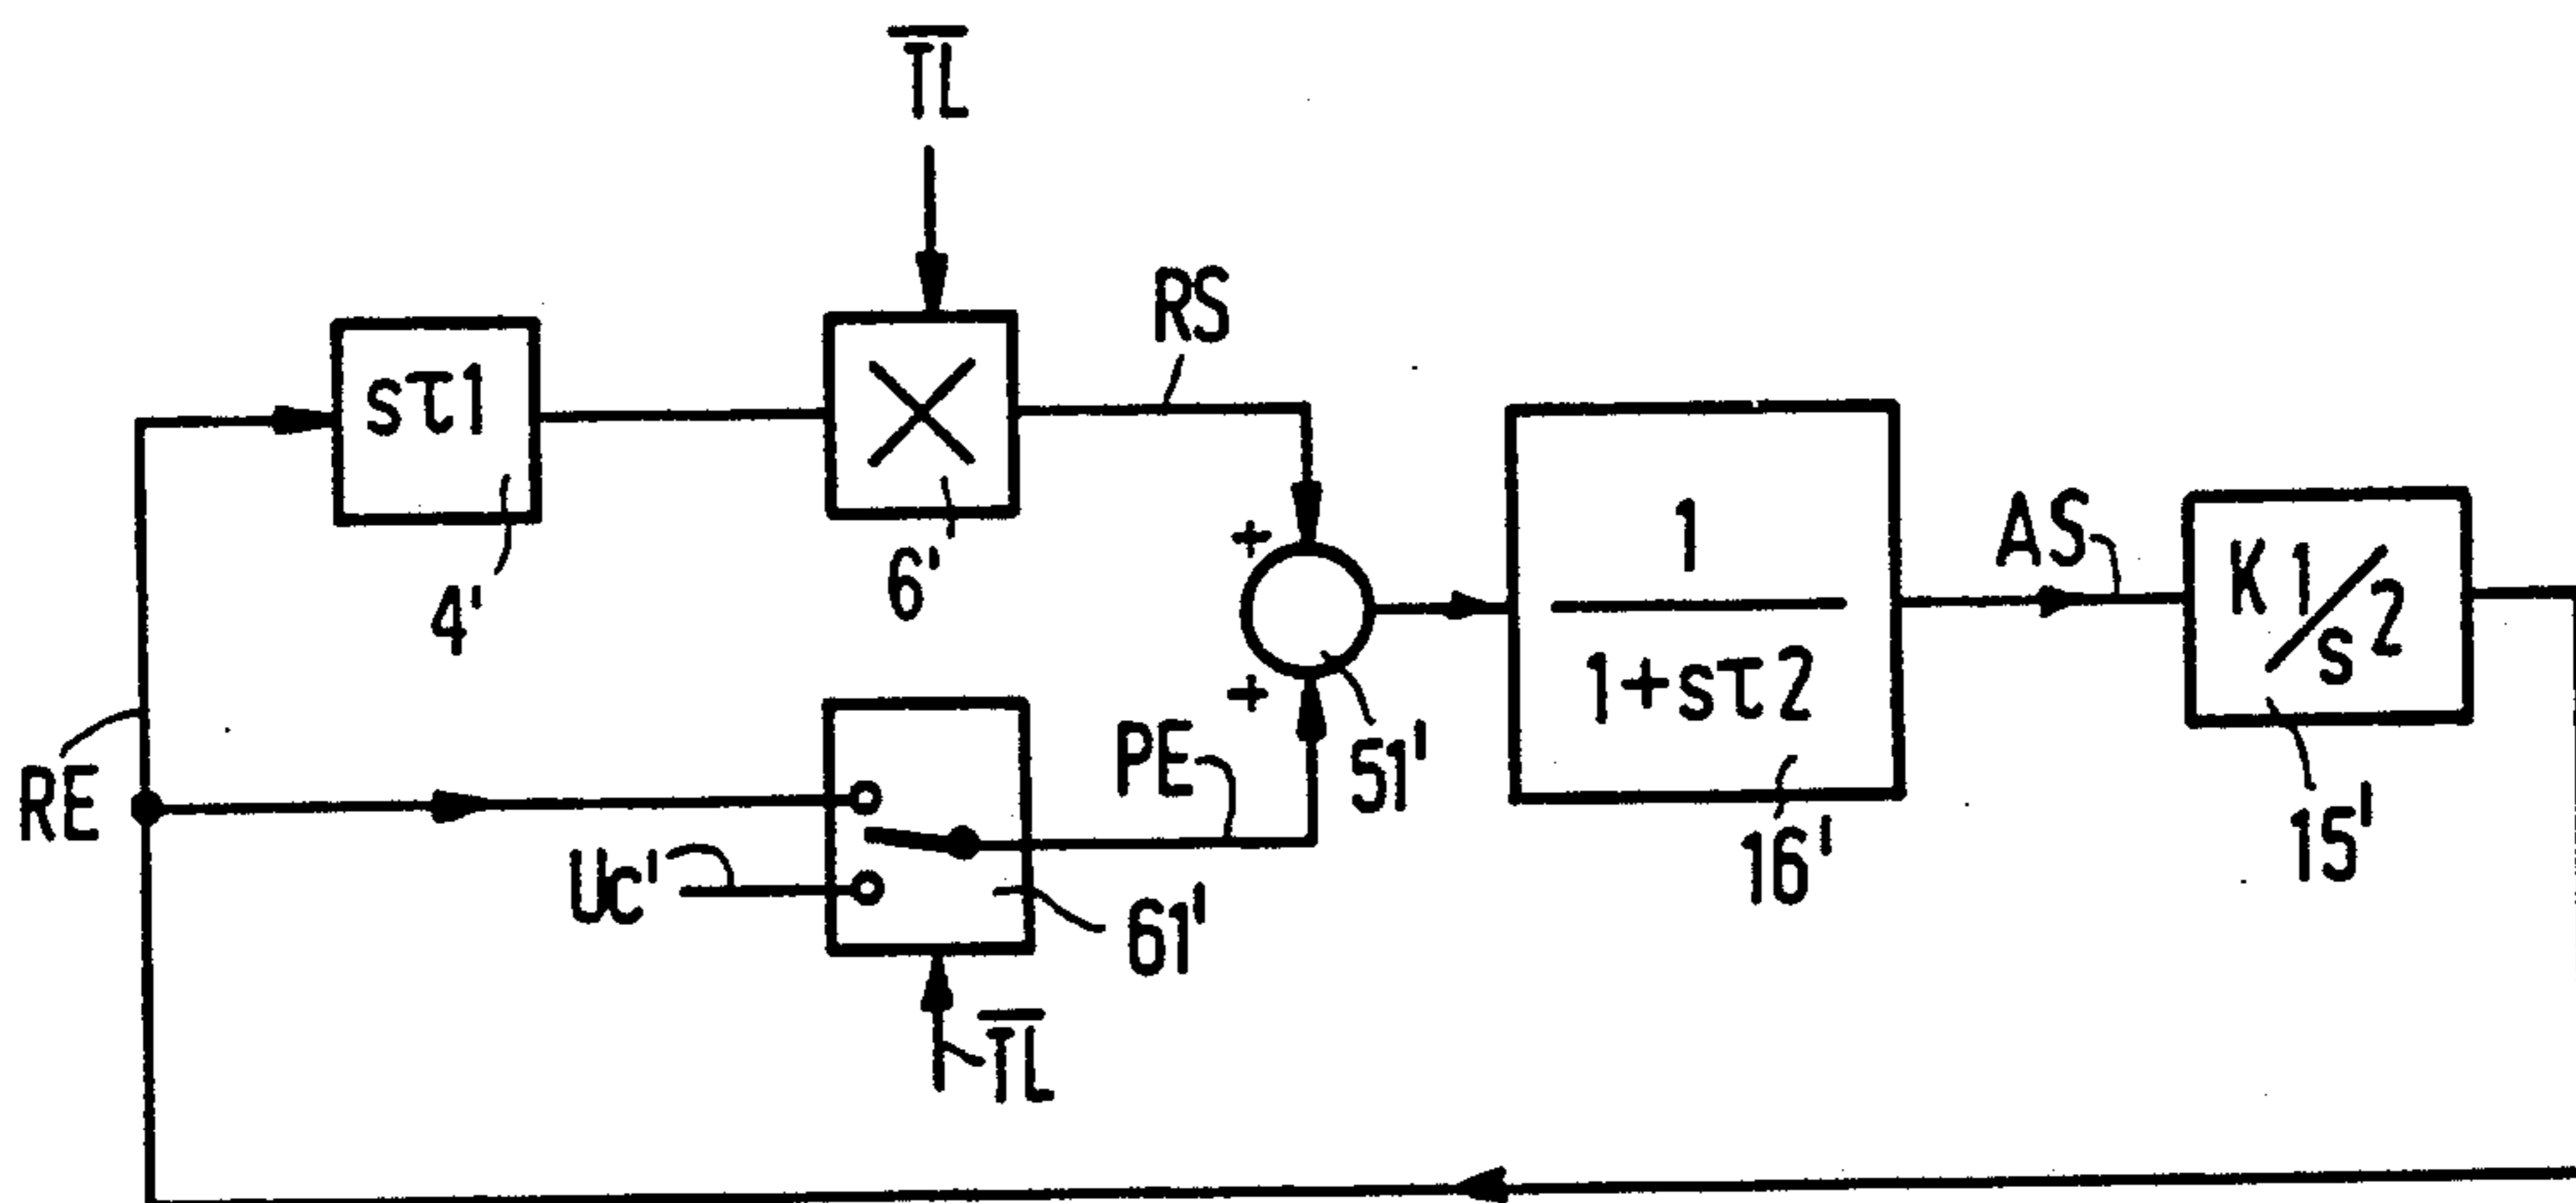 TL
RS
sτ1
4'
6'
+
+
51'
1
1+sτ2
16'
AS
K 1/s2
15'
RE
Uc'
PE
61'
TL